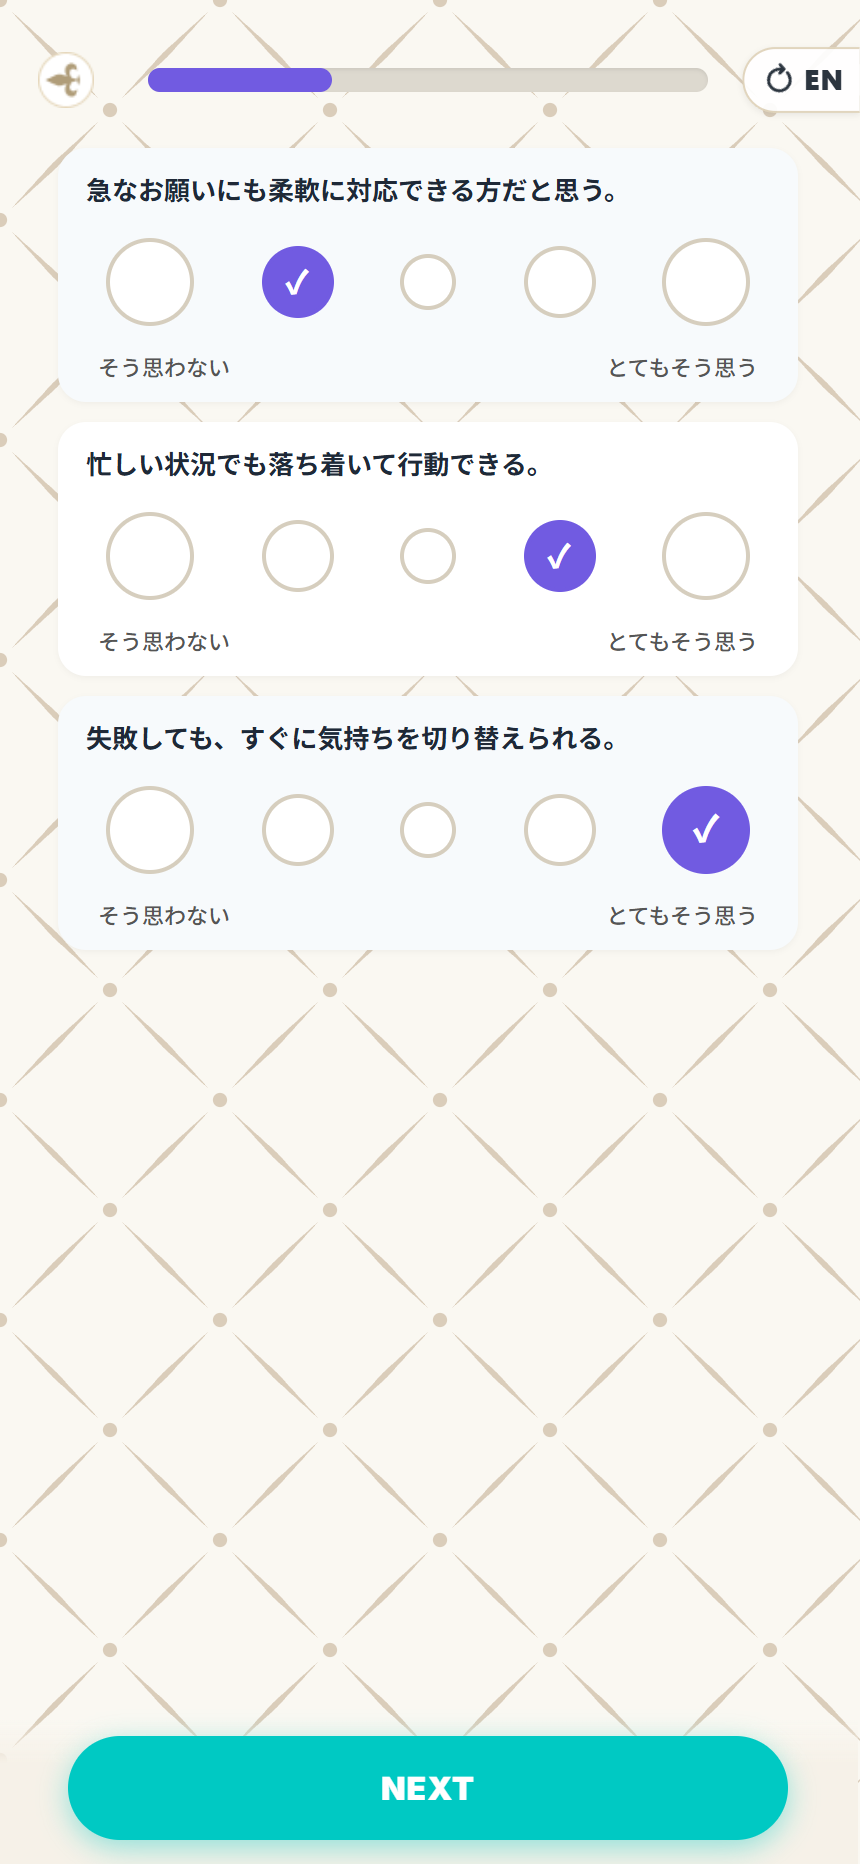 EN
急なお願いにも柔軟に対応できる方だと思う。
そう思わない
とてもそう思う
忙しい状況でも落ち着いて行動できる。
そう思わない
とてもそう思う
失敗しても、すぐに気持ちを切り替えられる。
そう思わない
とてもそう思う
NEXT